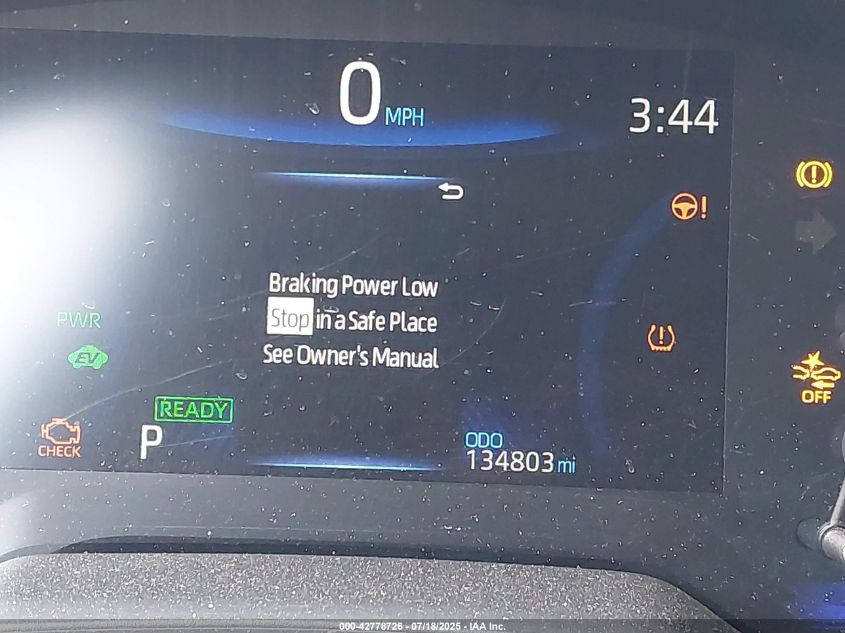 0 MPH
3:44
Braking Power Low
Stop in a Safe Place
See Owner's Manual
PWR
EV
READY
CHECK
P
ODO
134803 mi
OFF
000-42778726 - 07/18/2025 - IAA Inc.